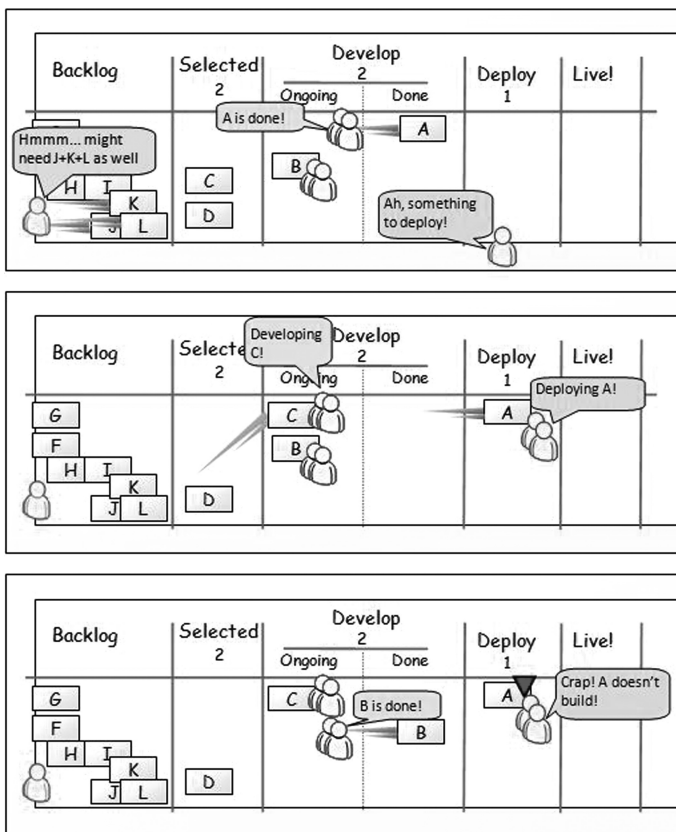 Develop
Backlog
Selected
2
Deploy
Live!
2
1
Ongoing
Done
A is done!
A
Hmmm... might
need J+K+L as well
B
H
I
C
K
D
Ah, something
to deploy!
J
L
Developing
C!
Develop
Backlog
2
Deploy
Live!
2
1
Done
Deploying A!
G
C
A
F
B
H
I
K
D
J
L
Develop
Backlog
Selected
2
Deploy
Live!
2
1
Ongoing
Done
Crap! A doesn't
build!
G
C
A
B is done!
F
B
H
I
K
D
J
L